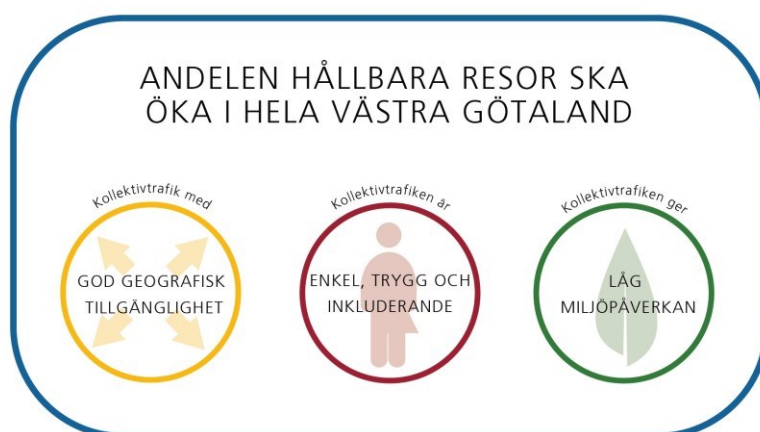 ANDELEN HÅLLBARA RESOR SKA
ÖKA I HELA VÄSTRA GÖTALAND
Kollektivtrafik med
GOD GEOGRAFISK
TILLGÄNGLIGHET
Kollektivtrafiken är
ENKEL, TRYGG OCH
INKLUDERANDE
Kollektivtrafiken ger
LÅG
MILJÖPÅVERKAN